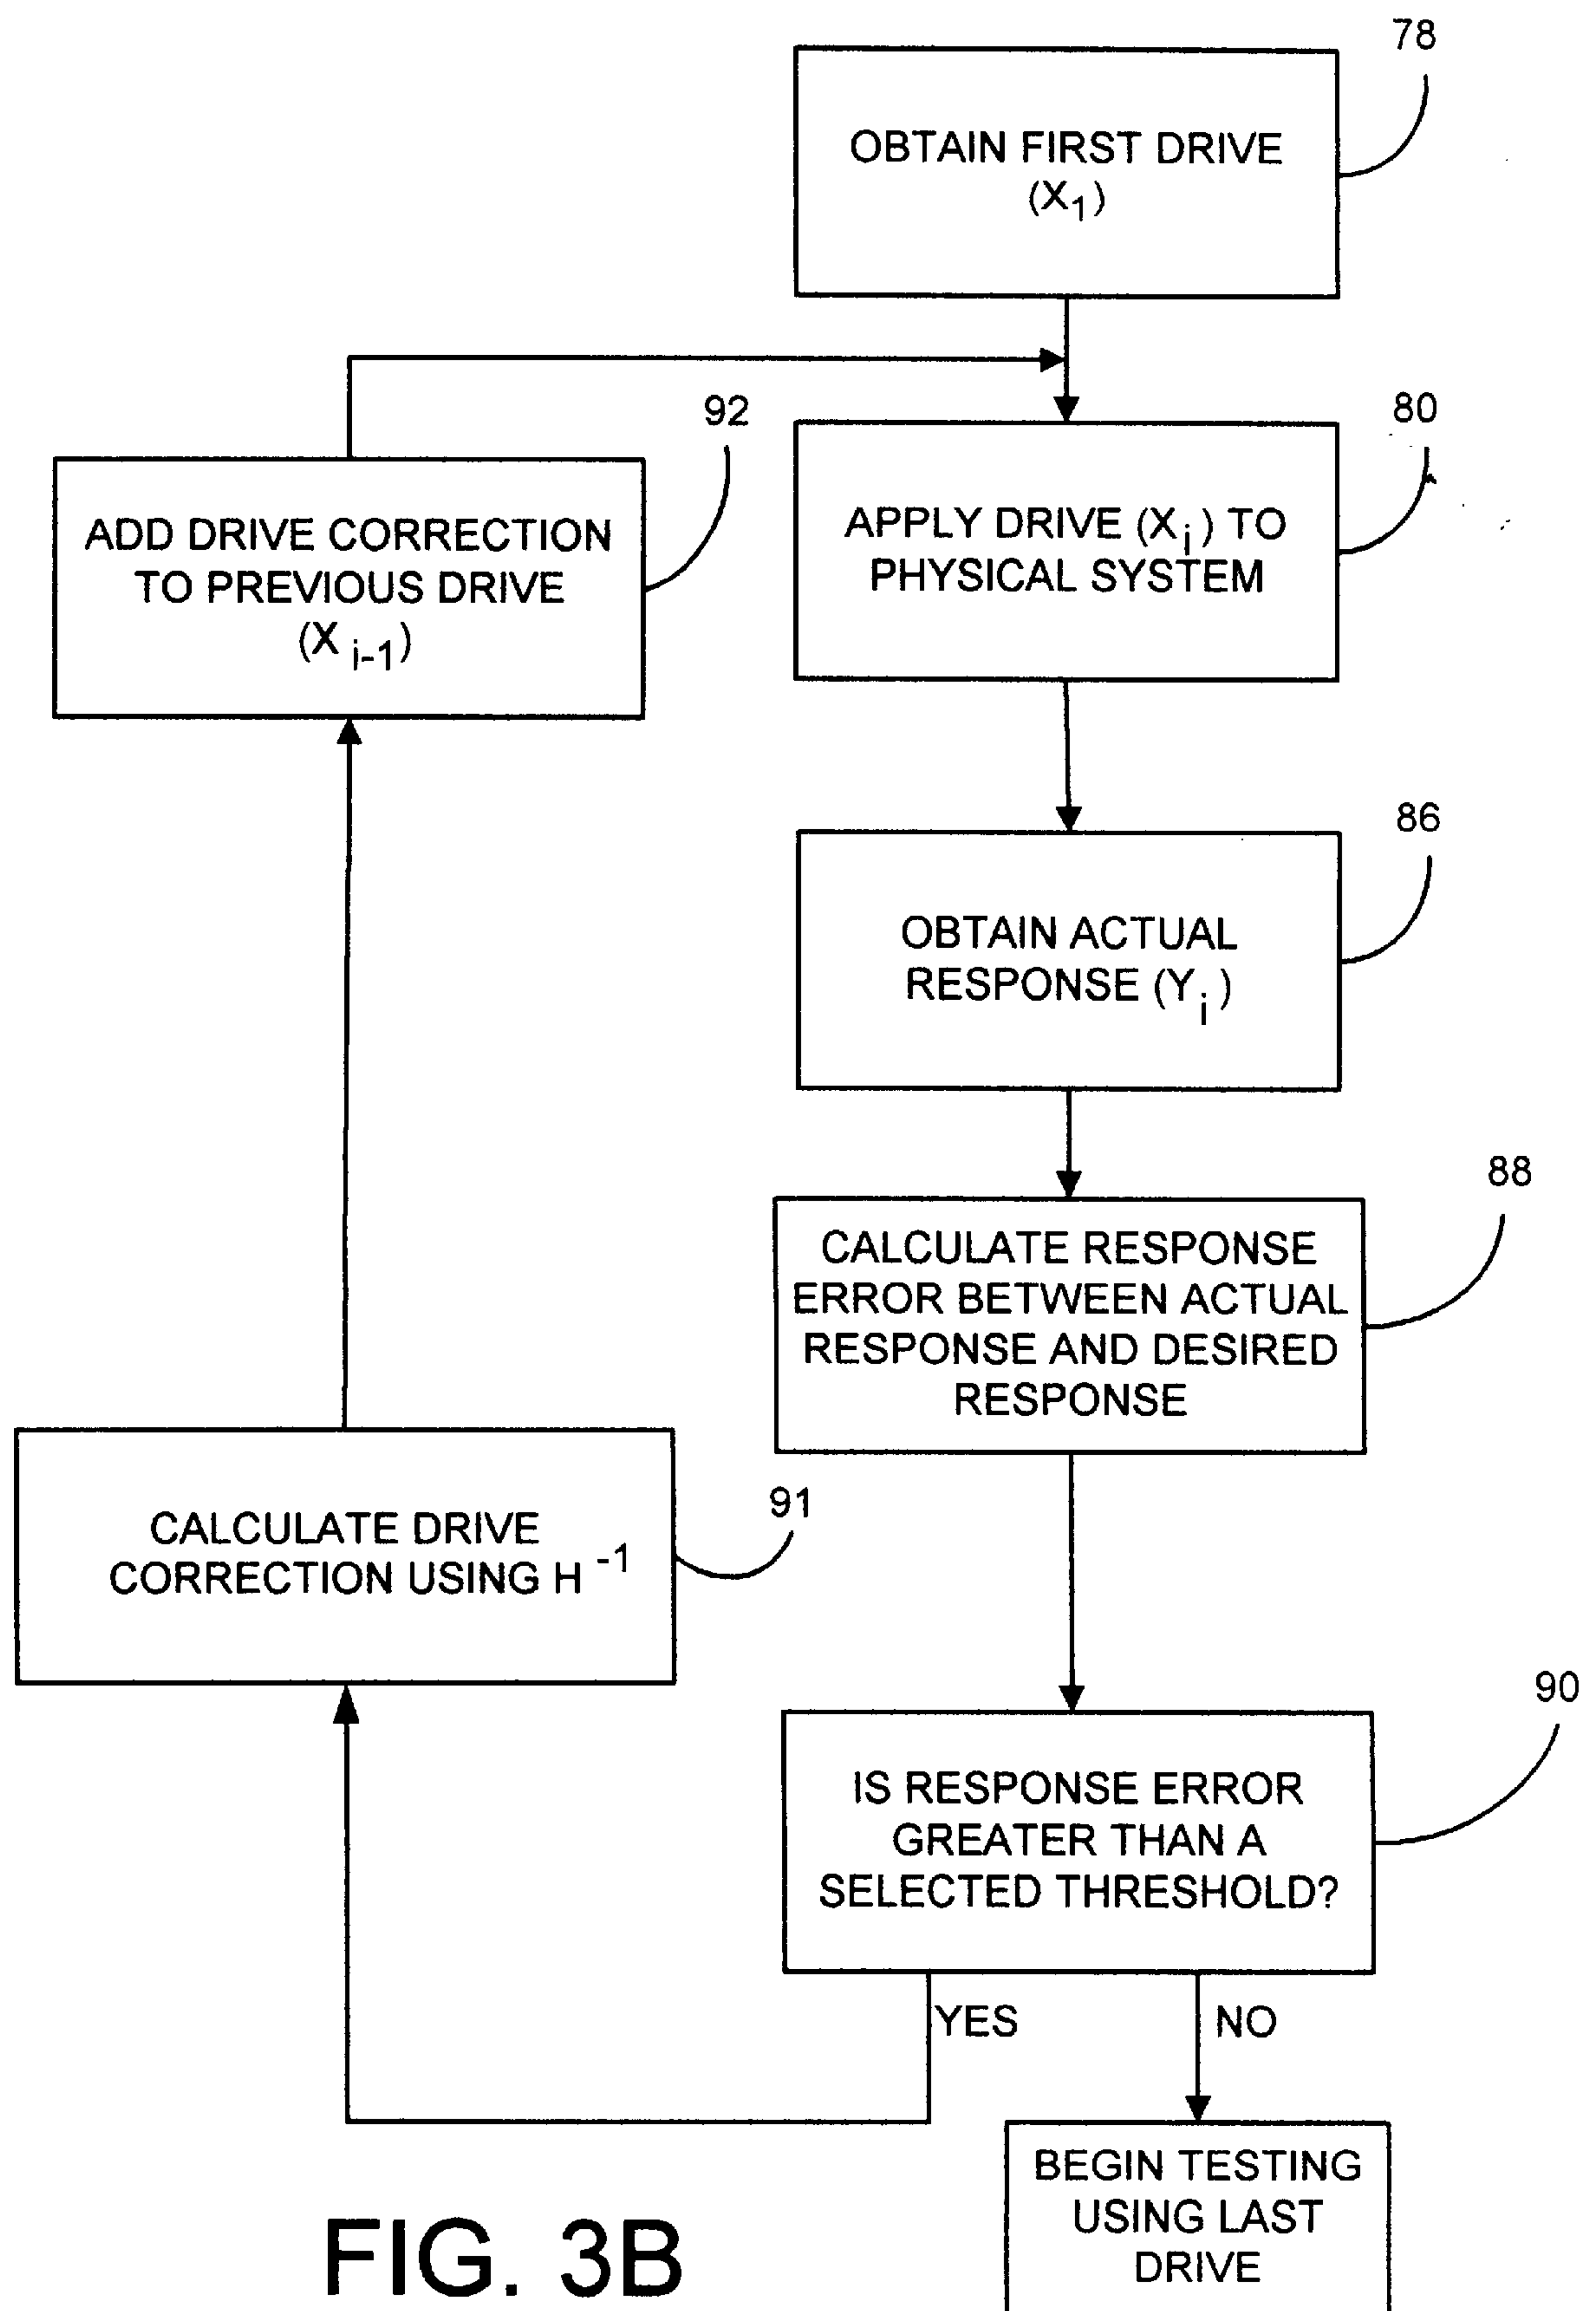 78
OBTAIN FIRST DRIVE
(X1)
92
80
ADD DRIVE CORRECTION
TO PREVIOUS DRIVE
(X i-1)
APPLY DRIVE (Xi) TO
PHYSICAL SYSTEM
86
OBTAIN ACTUAL
RESPONSE (Yi)
88
CALCULATE RESPONSE
ERROR BETWEEN ACTUAL
RESPONSE AND DESIRED
RESPONSE
91
CALCULATE DRIVE
CORRECTION USING H -1
90
IS RESPONSE ERROR
GREATER THAN A
SELECTED THRESHOLD?
YES
NO
BEGIN TESTING
USING LAST
DRIVE
FIG. 3B